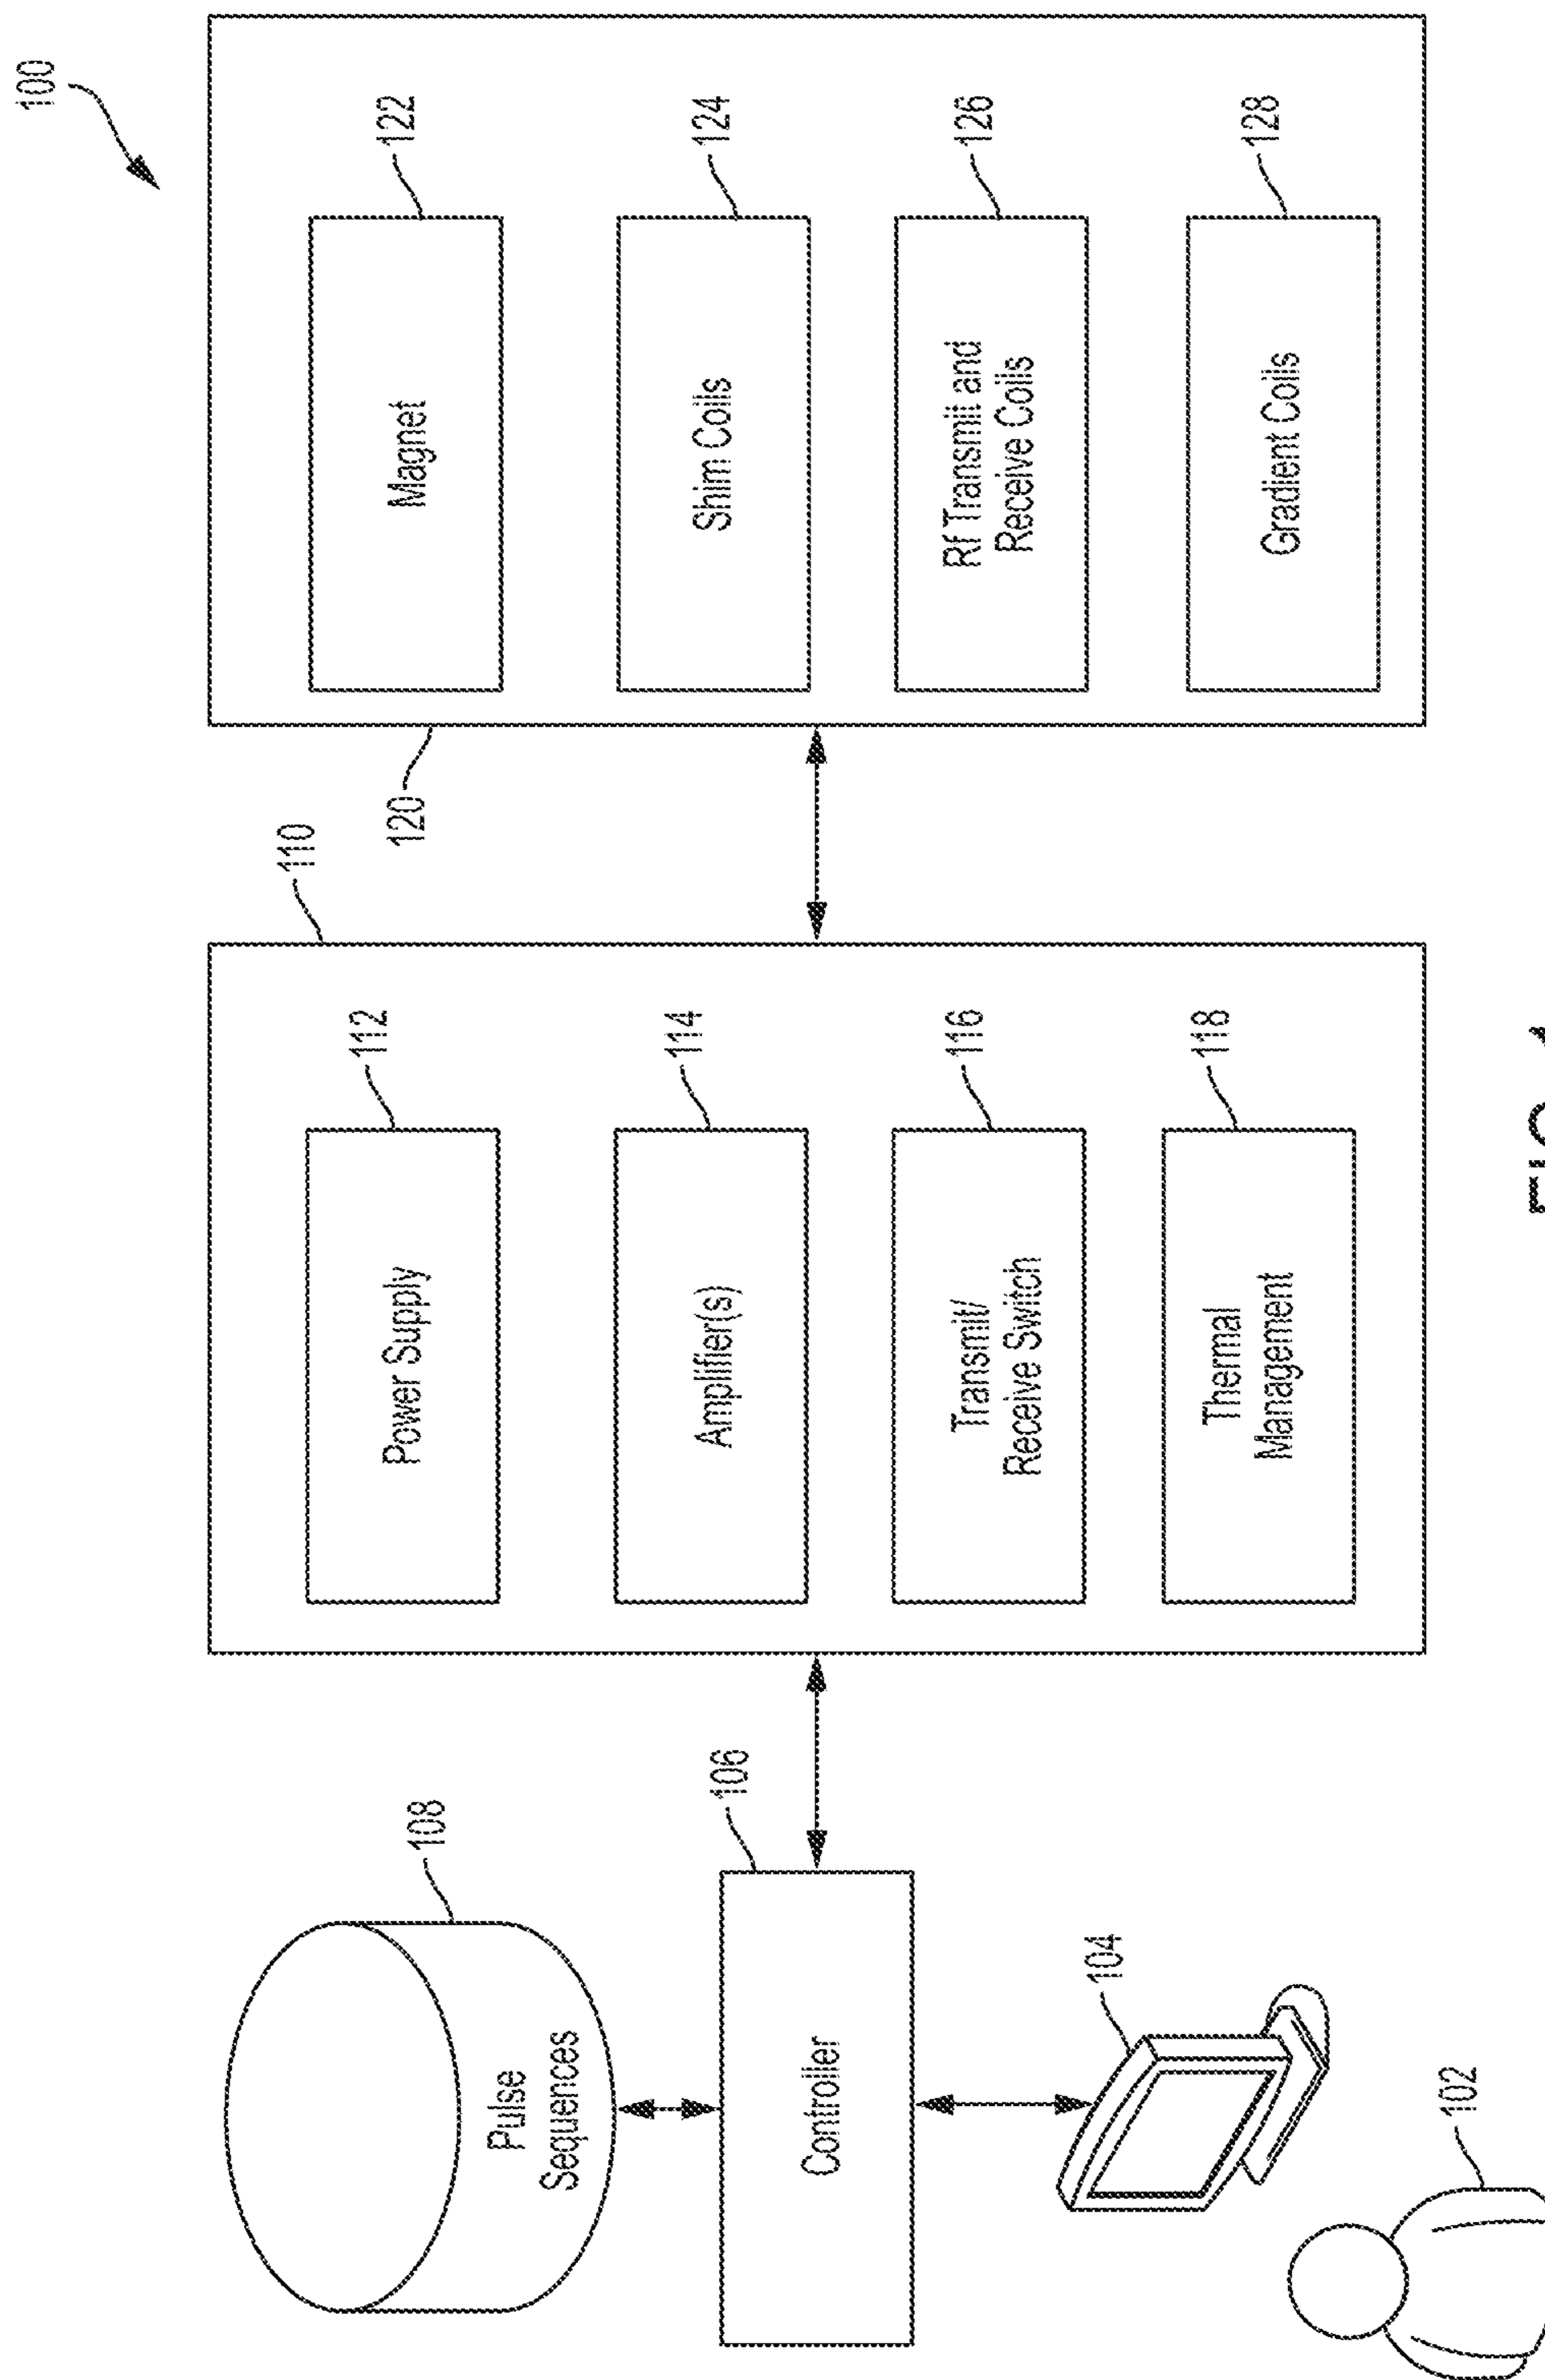 100
108
Pulse
Sequences
106
Controller
104
102
110
112
Power Supply
114
Amplifier(s)
116
Transmit/
Receive Switch
118
Thermal
Management
120
122
Magnet
124
Shim Coils
126
Rf Transmit and
Receive Coils
128
Gradient Coils